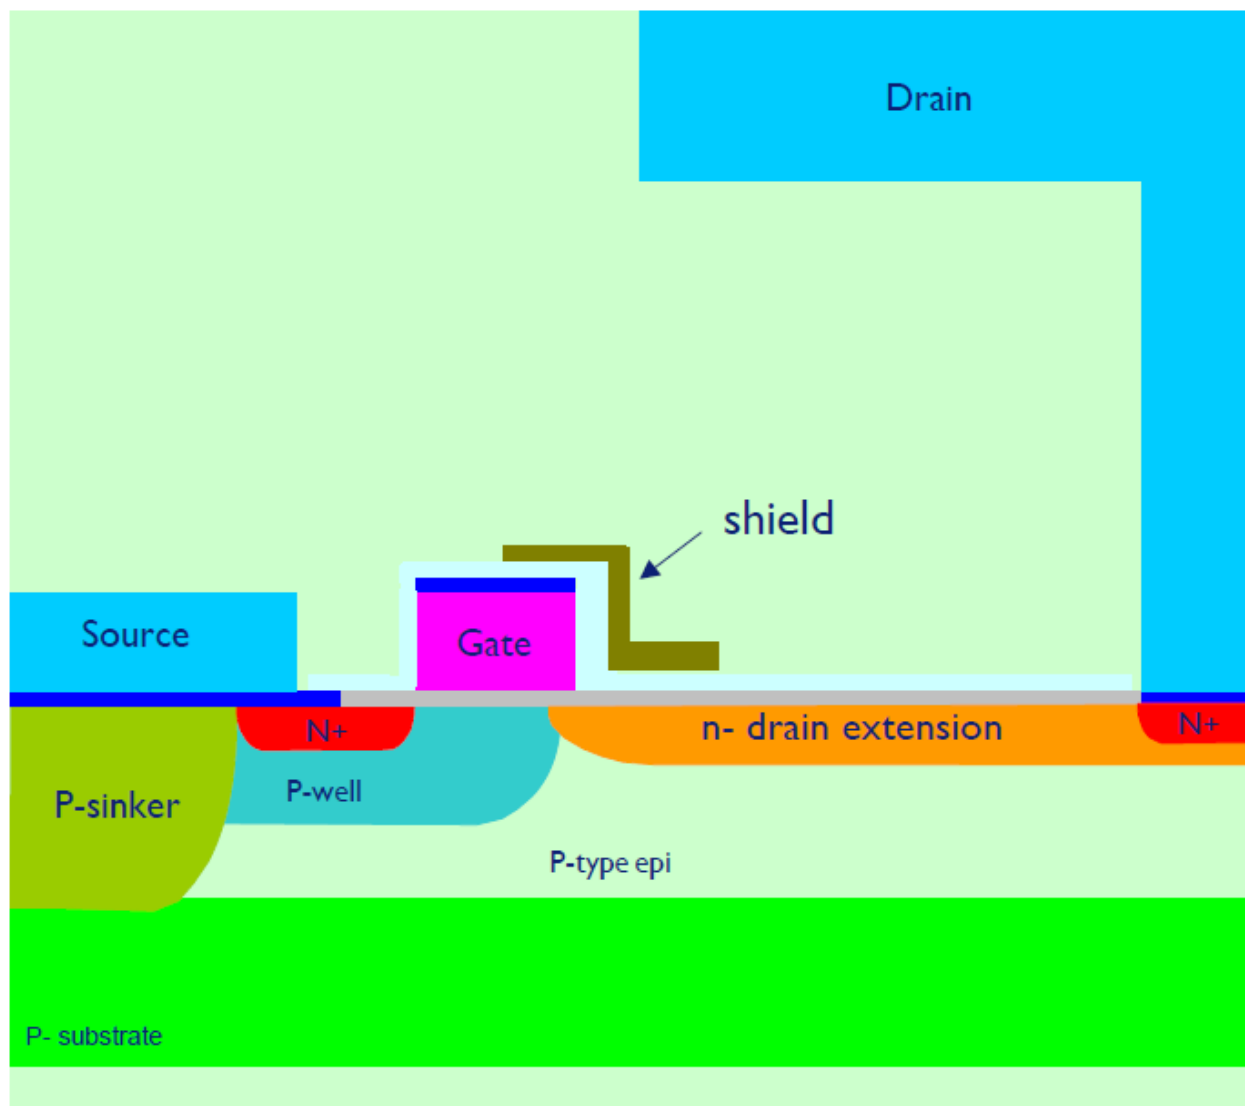 Drain
shield
Source
Gate
N+
n- drain extension
N+
P-well
P-sinker
P-type epi
P- substrate